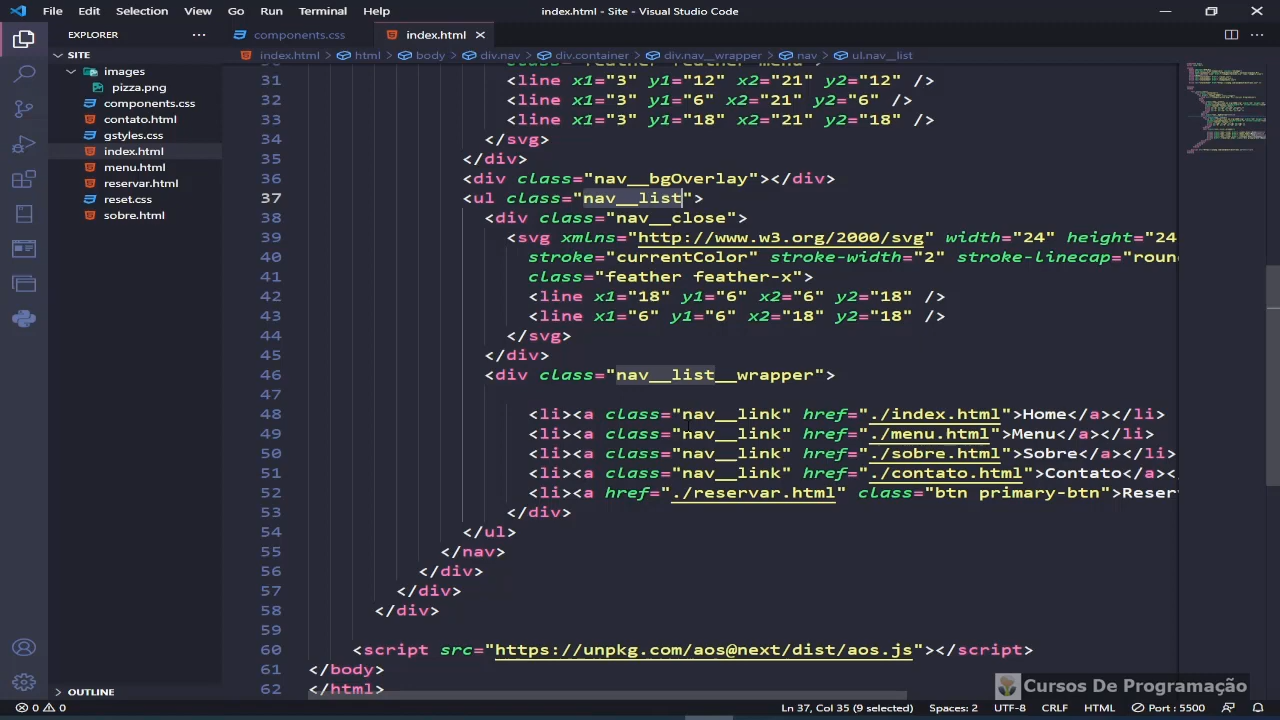 File Edit Selection View Go Run Terminal Help
index.html - Site - Visual Studio Code
EXPLORER
SITE
images
pizza.png
components.css
contato.html
gstyles.css
index.html
menu.html
reservar.html
reset.css
sobre.html
OUTLINE
components.css
index.html
index.html > html > body > div.nav > div.container > div.nav__wrapper > nav > ul.nav__list
31 <line x1="3" y1="12" x2="21" y2="12" />
32 <line x1="3" y1="6" x2="21" y2="6" />
33 <line x1="3" y1="18" x2="21" y2="18" />
34 </svg>
35 </div>
36 <div class="nav__bgOverlay"></div>
37 <ul class="nav__list">
38 <div class="nav__close">
39 <svg xmlns="http://www.w3.org/2000/svg" width="24" height="24
40 stroke="currentColor" stroke-width="2" stroke-linecap="roun
41 class="feather feather-x">
42 <line x1="18" y1="6" x2="6" y2="18" />
43 <line x1="6" y1="6" x2="18" y2="18" />
44 </svg>
45 </div>
46 <div class="nav__list__wrapper">
47
48 <li><a class="nav__link" href="./index.html">Home</a></li>
49 <li><a class="nav__link" href="./menu.html">Menu</a></li>
50 <li><a class="nav__link" href="./sobre.html">Sobre</a></li>
51 <li><a class="nav__link" href="./contato.html">Contato</a><
52 <li><a href="./reservar.html" class="btn primary-btn">Reser
53 </div>
54 </ul>
55 </nav>
56 </div>
57 </div>
58 </div>
59
60 <script src="https://unpkg.com/aos@next/dist/aos.js"></script>
61 </body>
62 </html>
Cursos De Programação
0 0
Ln 37, Col 35 (9 selected) Spaces: 2 UTF-8 CRLF HTML Port : 5500